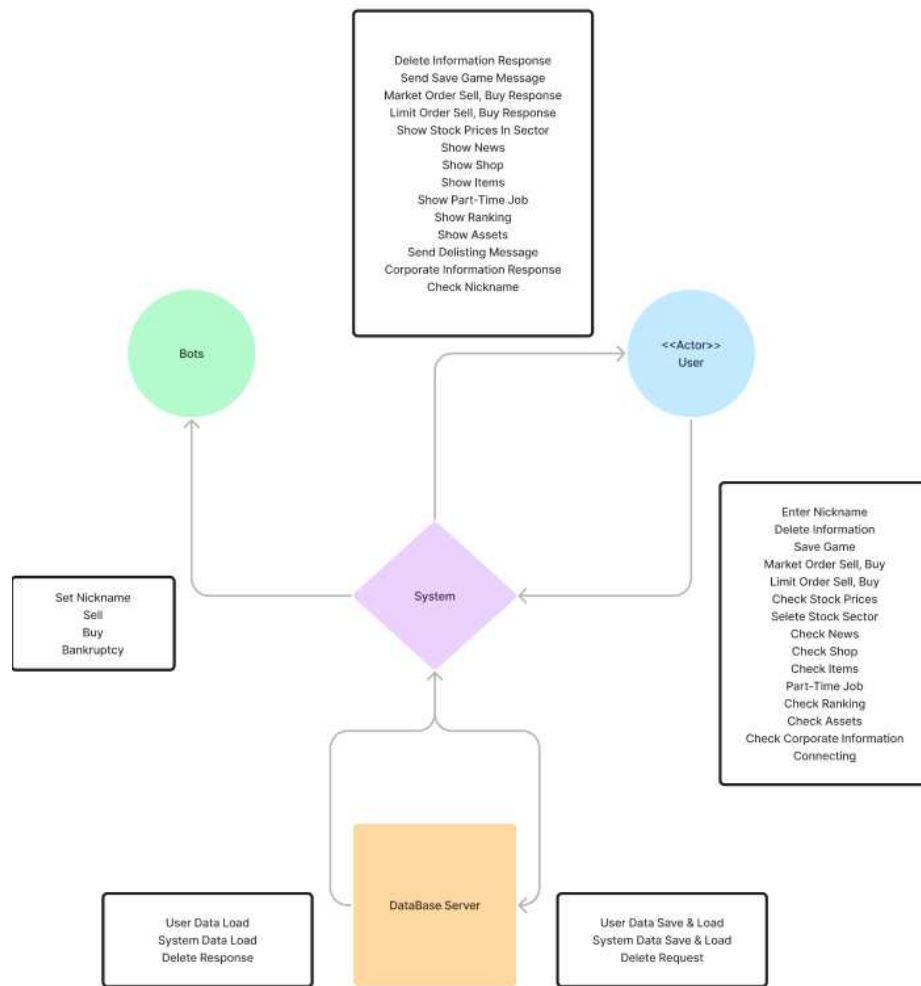 Delete Information Response
Send Save Game Message
Market Order Sell, Buy Response
Limit Order Sell, Buy Response
Show Stock Prices In Sector
Show News
Show Shop
Show Items
Show Part-Time Job
Show Ranking
Show Assets
Send Delisting Message
Corporate Information Response
Check Nickname
Bots
<<Actor>>
User
Enter Nickname
Delete Information
Save Game
Market Order Sell, Buy
Limit Order Sell, Buy
Check Stock Prices
Selete Stock Sector
Check News
Check Shop
Check Items
Part-Time Job
Check Ranking
Check Assets
Check Corporate Information
Connecting
System
Set Nickname
Sell
Buy
Bankruptcy
DataBase Server
User Data Load
System Data Load
Delete Response
User Data Save & Load
System Data Save & Load
Delete Request